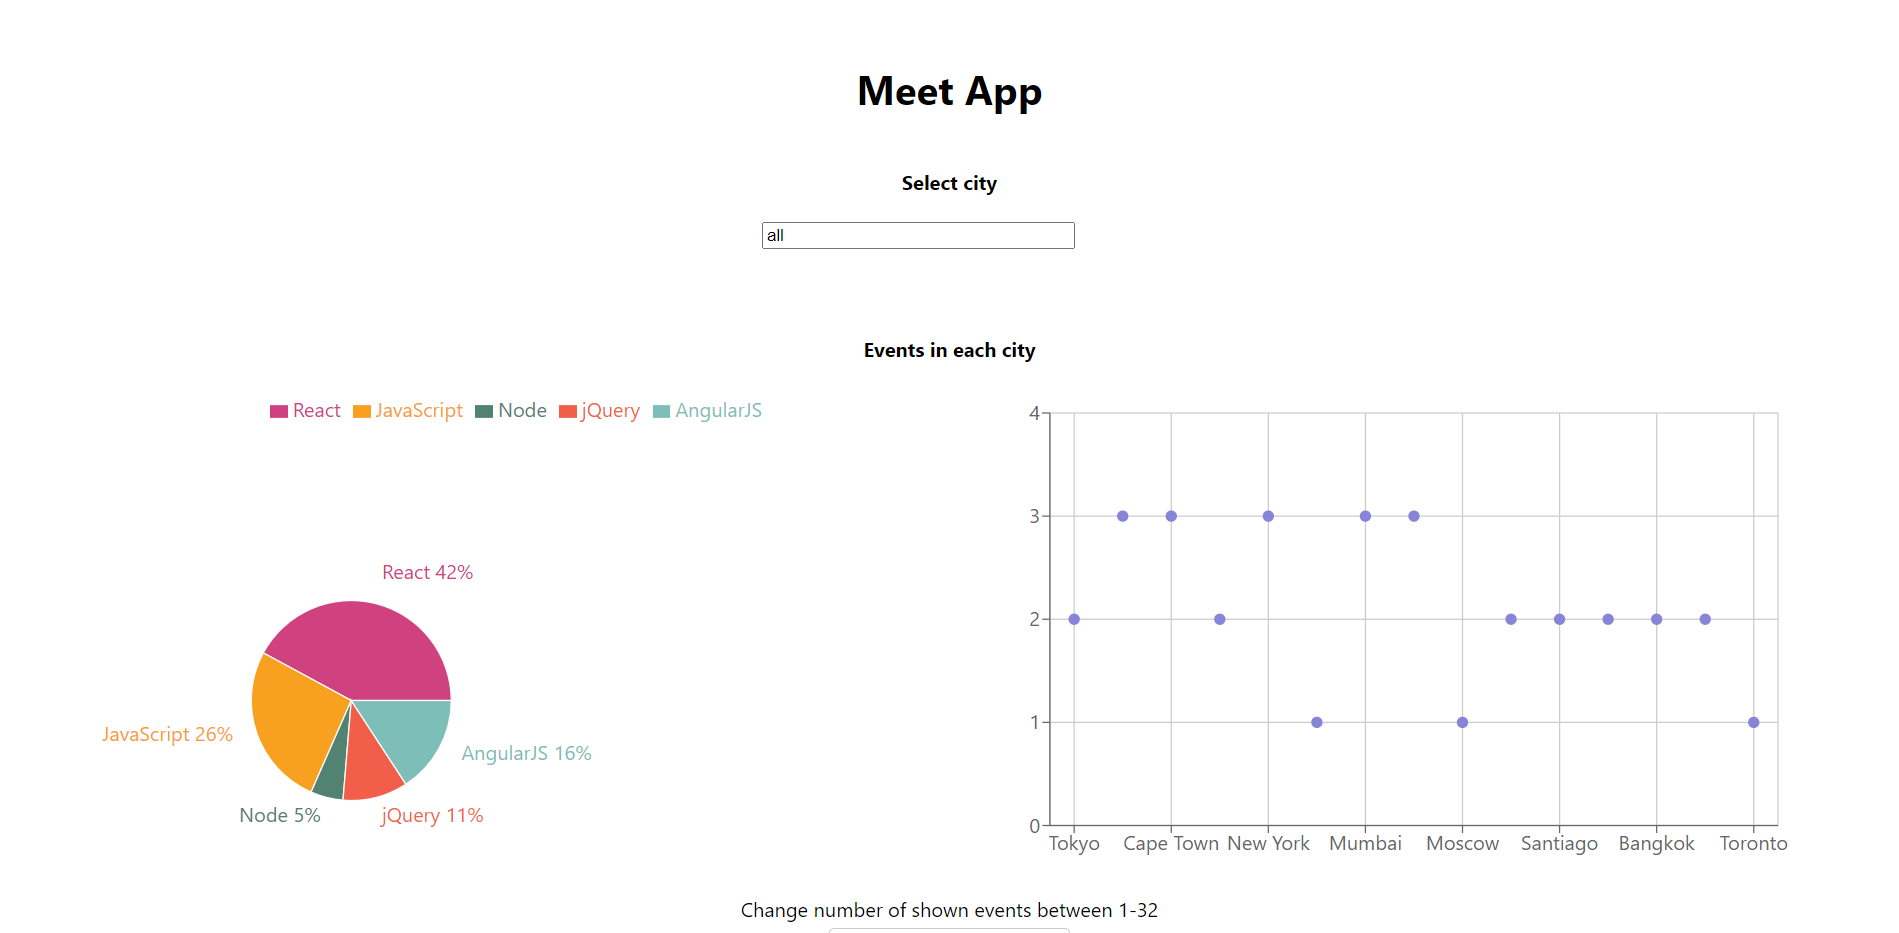 Meet App
Select city
all
Events in each city
React JavaScript Node jQuery AngularJS
React 42%
JavaScript 26%
AngularJS 16%
Node 5%
jQuery 11%
4
3
2
1
0
Tokyo Cape Town New York Mumbai Moscow Santiago Bangkok Toronto
Change number of shown events between 1-32